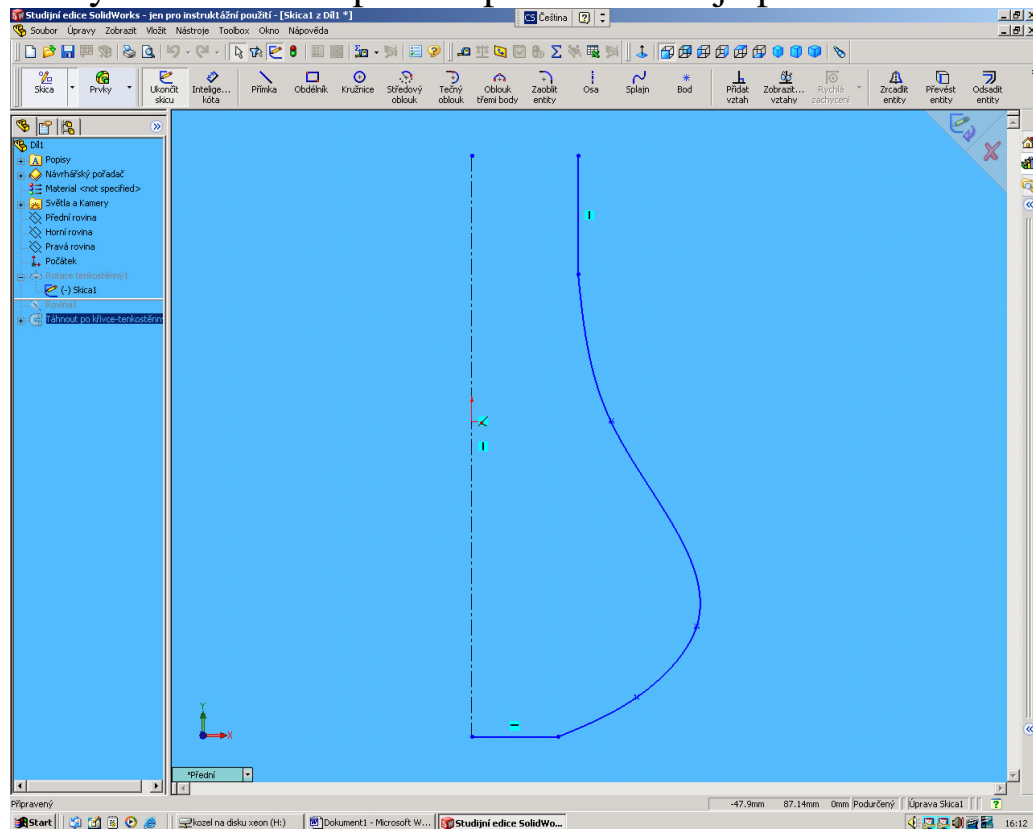 Studijní edice SolidWorks - jen pro instruktážní použití - [Skica1 z Díl1 *]
CS Čeština
Soubor Úpravy Zobrazit Vložit Nástroje Toolbox Okno Nápověda
Skica
Prvky
Ukončit skicu
Intelige... kóta
Přímka
Obdélník
Kružnice
Středový oblouk
Tečný oblouk
Oblouk třemi body
Zaoblit entity
Osa
Splajn
Bod
Přidat vztah
Zobrazit... vztahy
Rychlá zachycení
Zrcadlit entity
Převést entity
Odsadit entity
Díl1
Popisy
Návrhářský pořadač
Material <not specified>
Světla a Kamery
Přední rovina
Horní rovina
Pravá rovina
Počátek
Rotace tenkostěnný1
(-) Skica1
Rovina1
Táhnout po křivce-tenkostěnn
Y
X
*Přední
Připravený
-47.9mm 87.14mm 0mm Podurčený Úprava Skica1
Start
kozel na disku xeon (H:)
Dokument1 - Microsoft W...
Studijní edice SolidWo...
16:12